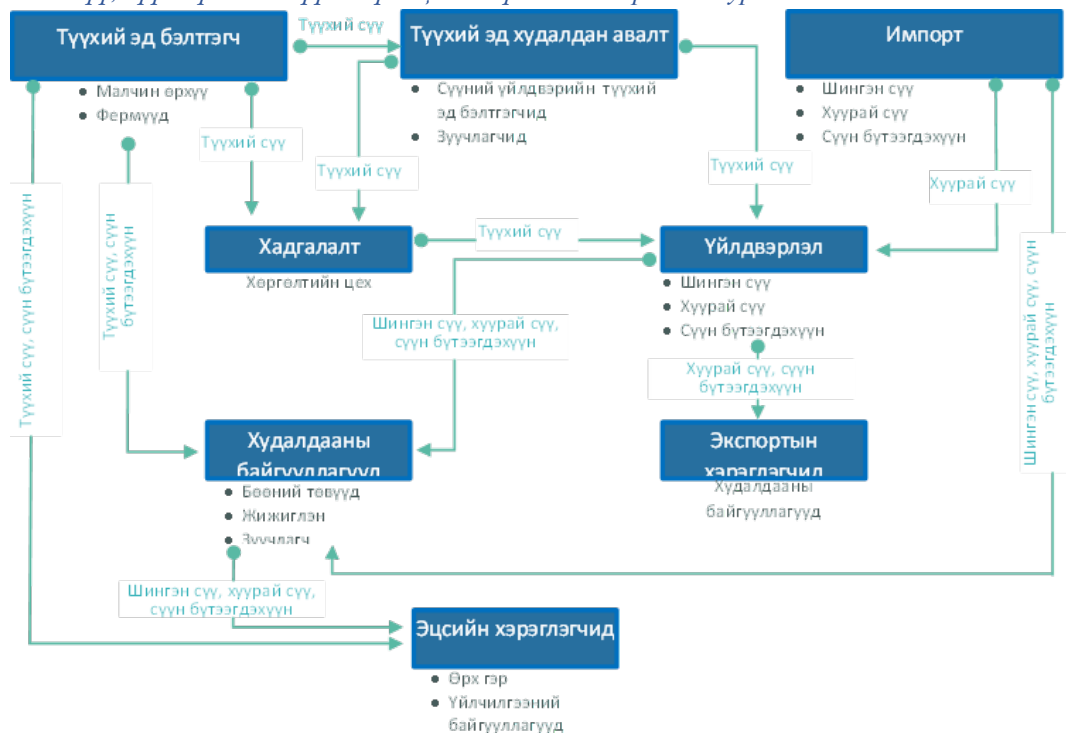 Түүхий эд бэлтгэгч
Түүхий сүү
Түүхий эд худалдан авалт
Импорт
Малчин өрхүү
Фермүүд
Сүүний үйлдвэрийн түүхий
эд бэлтгэгчид
Зуучлагчид
Шингэн сүү
Хуурай сүү
Сүүн бүтээгдэхүүн
Түүхий сүү
Түүхий сүү
Түүхий сүү
Хуурай сүү
Түүхий сүү, сүүн бүтээгдэхүүн
Түүхий сүү, сүүн
бүтээгдэхүүн
Хадгалалт
Хөргөлтийн цех
Түүхий сүү
Үйлдвэрлэл
Шингэн сүү
Хуурай сүү
Сүүн бүтээгдэхүүн
Шингэн сүү, хуурай сүү, сүүн
бүтээгдэхүүн
Шингэн сүү, хуурай сүү,
сүүн бүтээгдэхүүн
Хуурай сүү, сүүн
бүтээгдэхүүн
Худалдааны
байгууллагууд
Бөөний төвүүд
Жижиглэн
Зуучлагч
Экспортын
хэрэглэгчид
Худалдааны
байгууллагууд
Шингэн сүү, хуурай сүү,
сүүн бүтээгдэхүүн
Эцсийн хэрэглэгчид
Өрх гэр
Үйлчилгээний
байгууллагууд